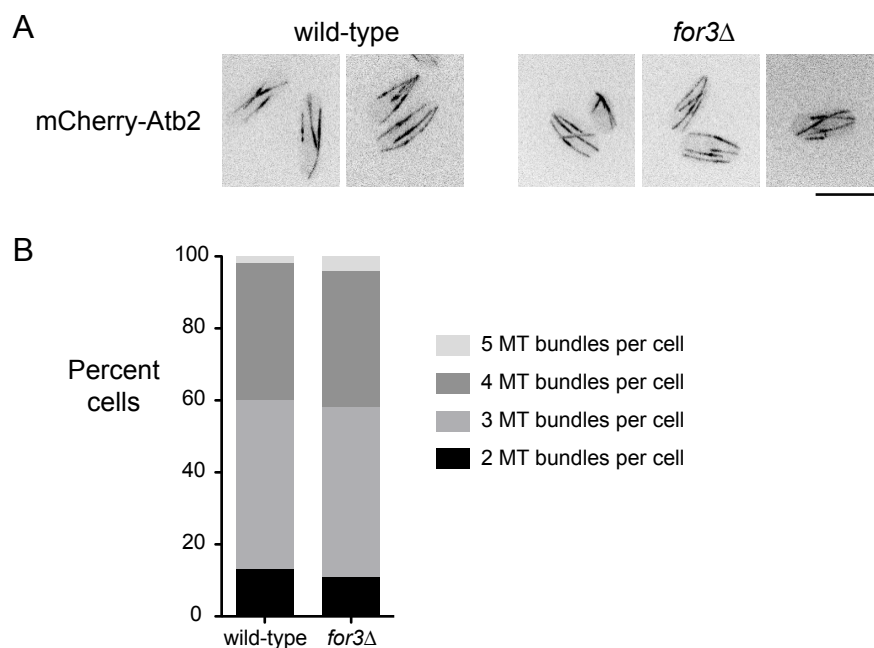 A
wild-type
for3Δ
mCherry-Atb2
B
100
80
60
40
20
0
Percent
cells
wild-type
for3Δ
5 MT bundles per cell
4 MT bundles per cell
3 MT bundles per cell
2 MT bundles per cell